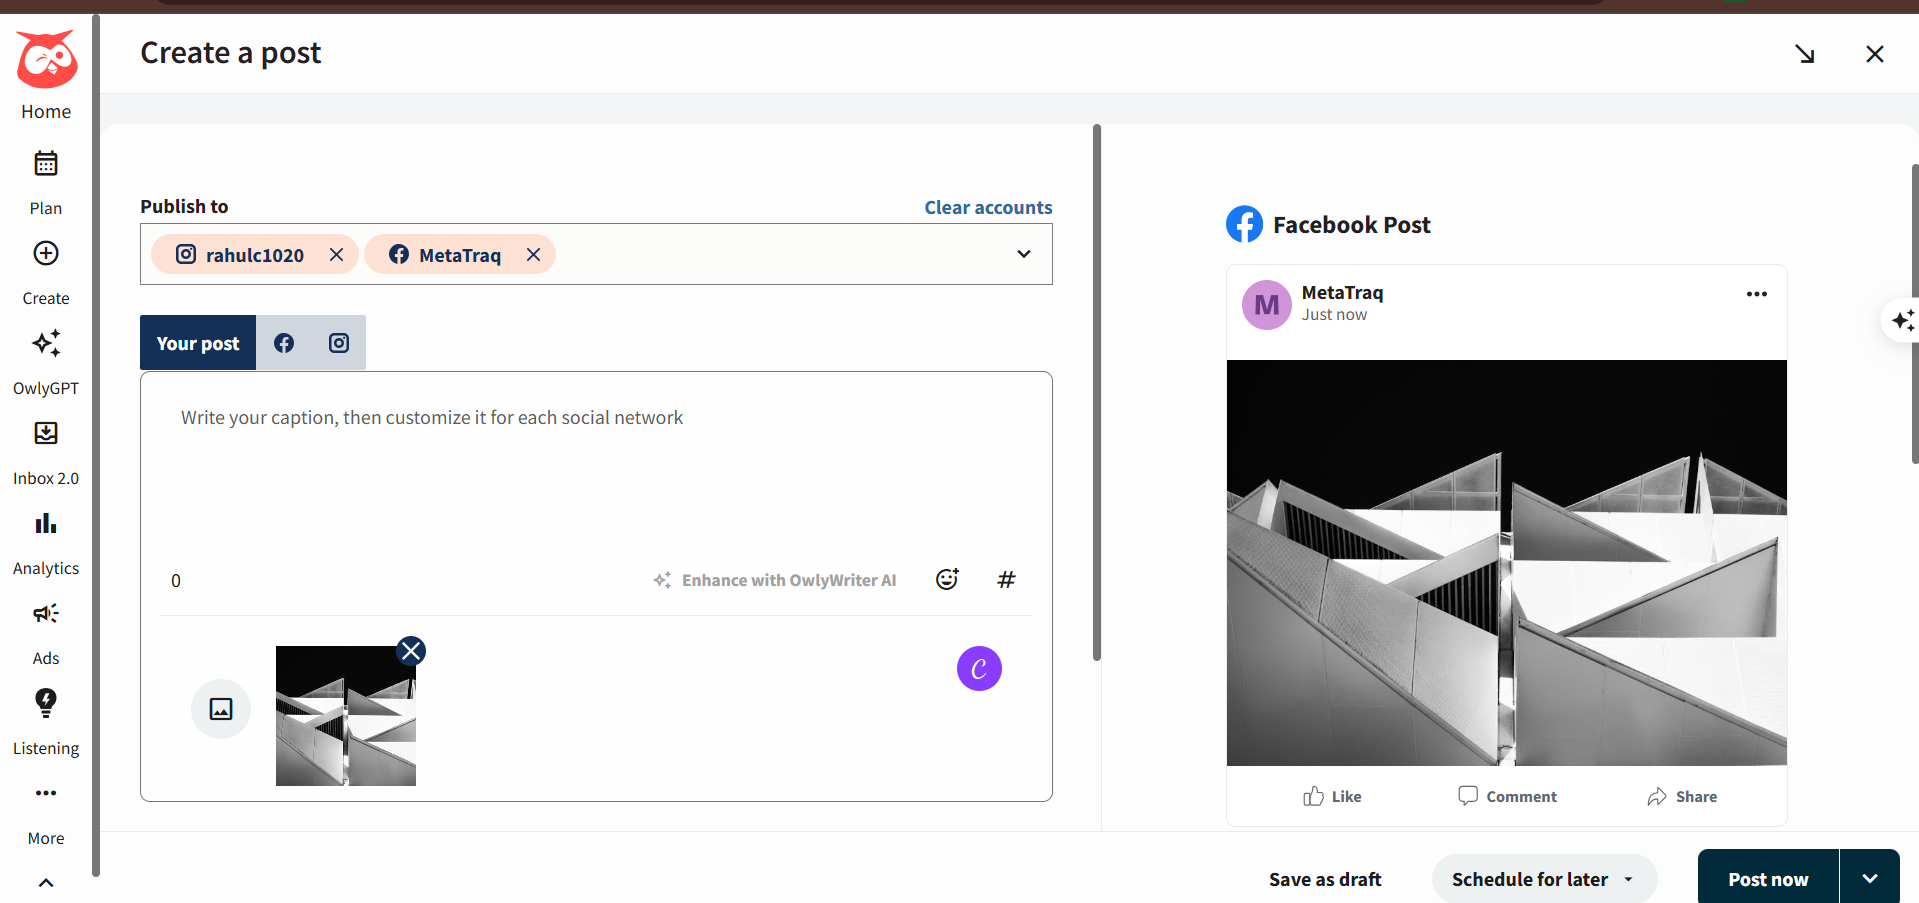 Create a post
Home
Plan
Create
OwlyGPT
Inbox 2.0
Analytics
Ads
Listening
More
Publish to
Clear accounts
rahulc1020
MetaTraq
Your post
Write your caption, then customize it for each social network
0
Enhance with OwlyWriter AI
#
C
Facebook Post
M
MetaTraq
Just now
Like
Comment
Share
Save as draft
Schedule for later
Post now